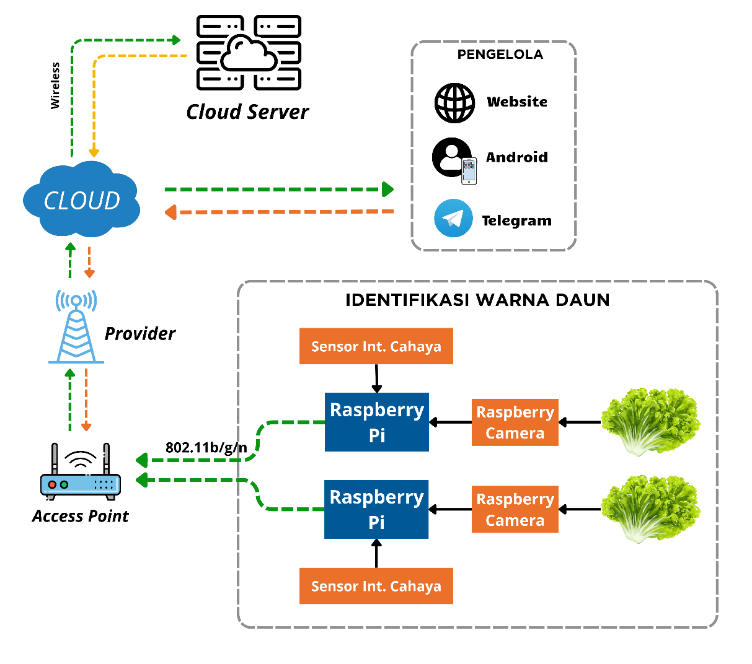 Wireless
Cloud Server
PENGELOLA
Website
Android
Telegram
CLOUD
Provider
IDENTIFIKASI WARNA DAUN
Sensor Int. Cahaya
Raspberry
Pi
Raspberry
Camera
802.11b/g/n
Access Point
Raspberry
Pi
Raspberry
Camera
Sensor Int. Cahaya